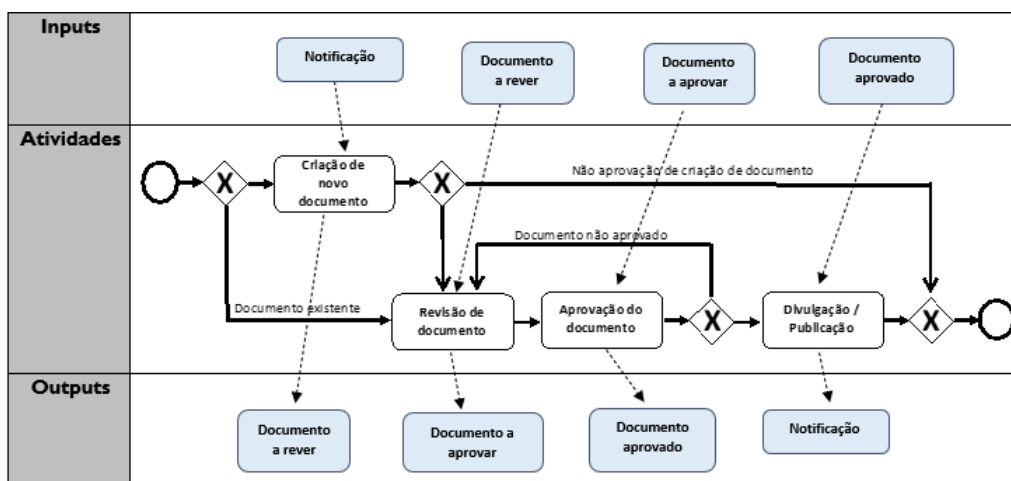 Inputs
Notificação
Documento
a rever
Documento
a aprovar
Documento
aprovado
Atividades
Criação de
novo
documento
X
X
Não aprovação de criação de documento
Documento não aprovado
Documento existente
Revisão de
documento
Aprovação do
documento
X
Divulgação /
Publicação
X
Outputs
Documento
a rever
Documento a
aprovar
Documento
aprovado
Notificação